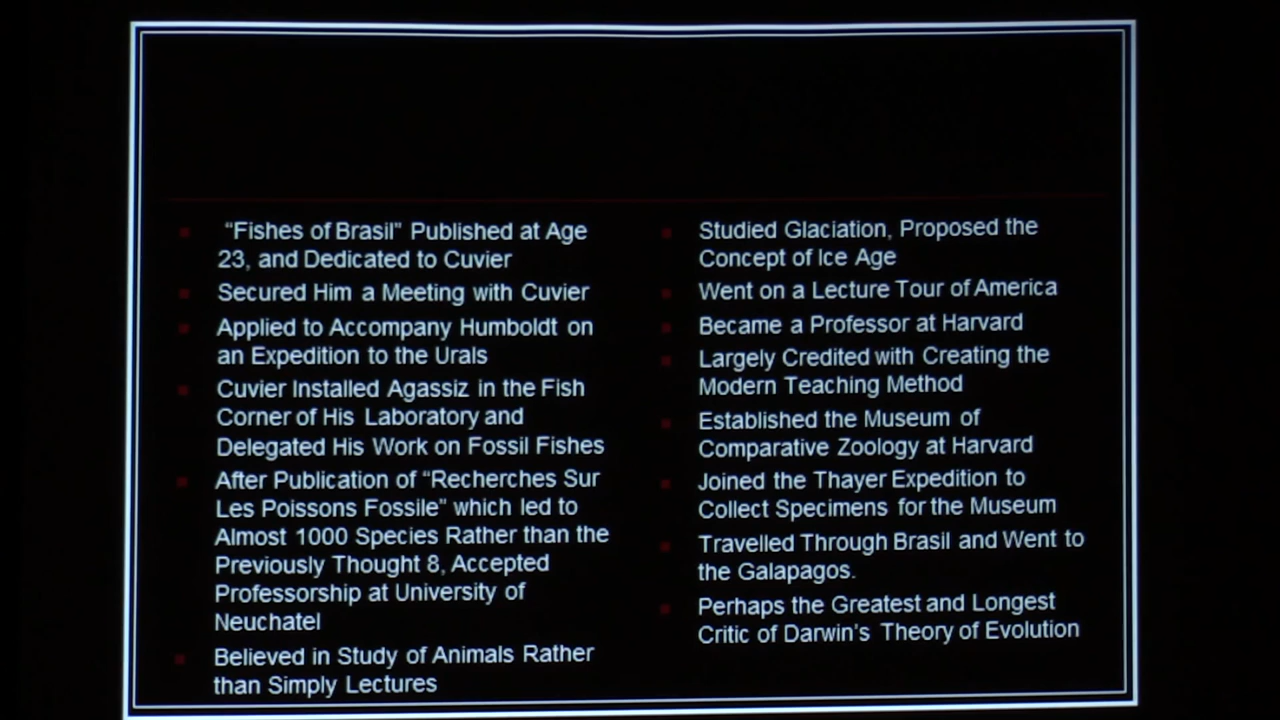 “Fishes of Brasil” Published at Age
23, and Dedicated to Cuvier
Secured Him a Meeting with Cuvier
Applied to Accompany Humboldt on
an Expedition to the Urals
Cuvier Installed Agassiz in the Fish
Corner of His Laboratory and
Delegated His Work on Fossil Fishes
After Publication of “Recherches Sur
Les Poissons Fossile” which led to
Almost 1000 Species Rather than the
Previously Thought 8, Accepted
Professorship at University of
Neuchatel
Believed in Study of Animals Rather
than Simply Lectures
Studied Glaciation, Proposed the
Concept of Ice Age
Went on a Lecture Tour of America
Became a Professor at Harvard
Largely Credited with Creating the
Modern Teaching Method
Established the Museum of
Comparative Zoology at Harvard
Joined the Thayer Expedition to
Collect Specimens for the Museum
Travelled Through Brasil and Went to
the Galapagos.
Perhaps the Greatest and Longest
Critic of Darwin's Theory of Evolution